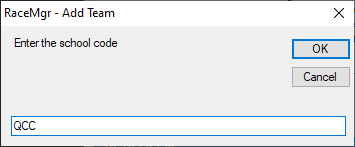 RaceMgr - Add Team
Enter the school code
OK
Cancel
QCC